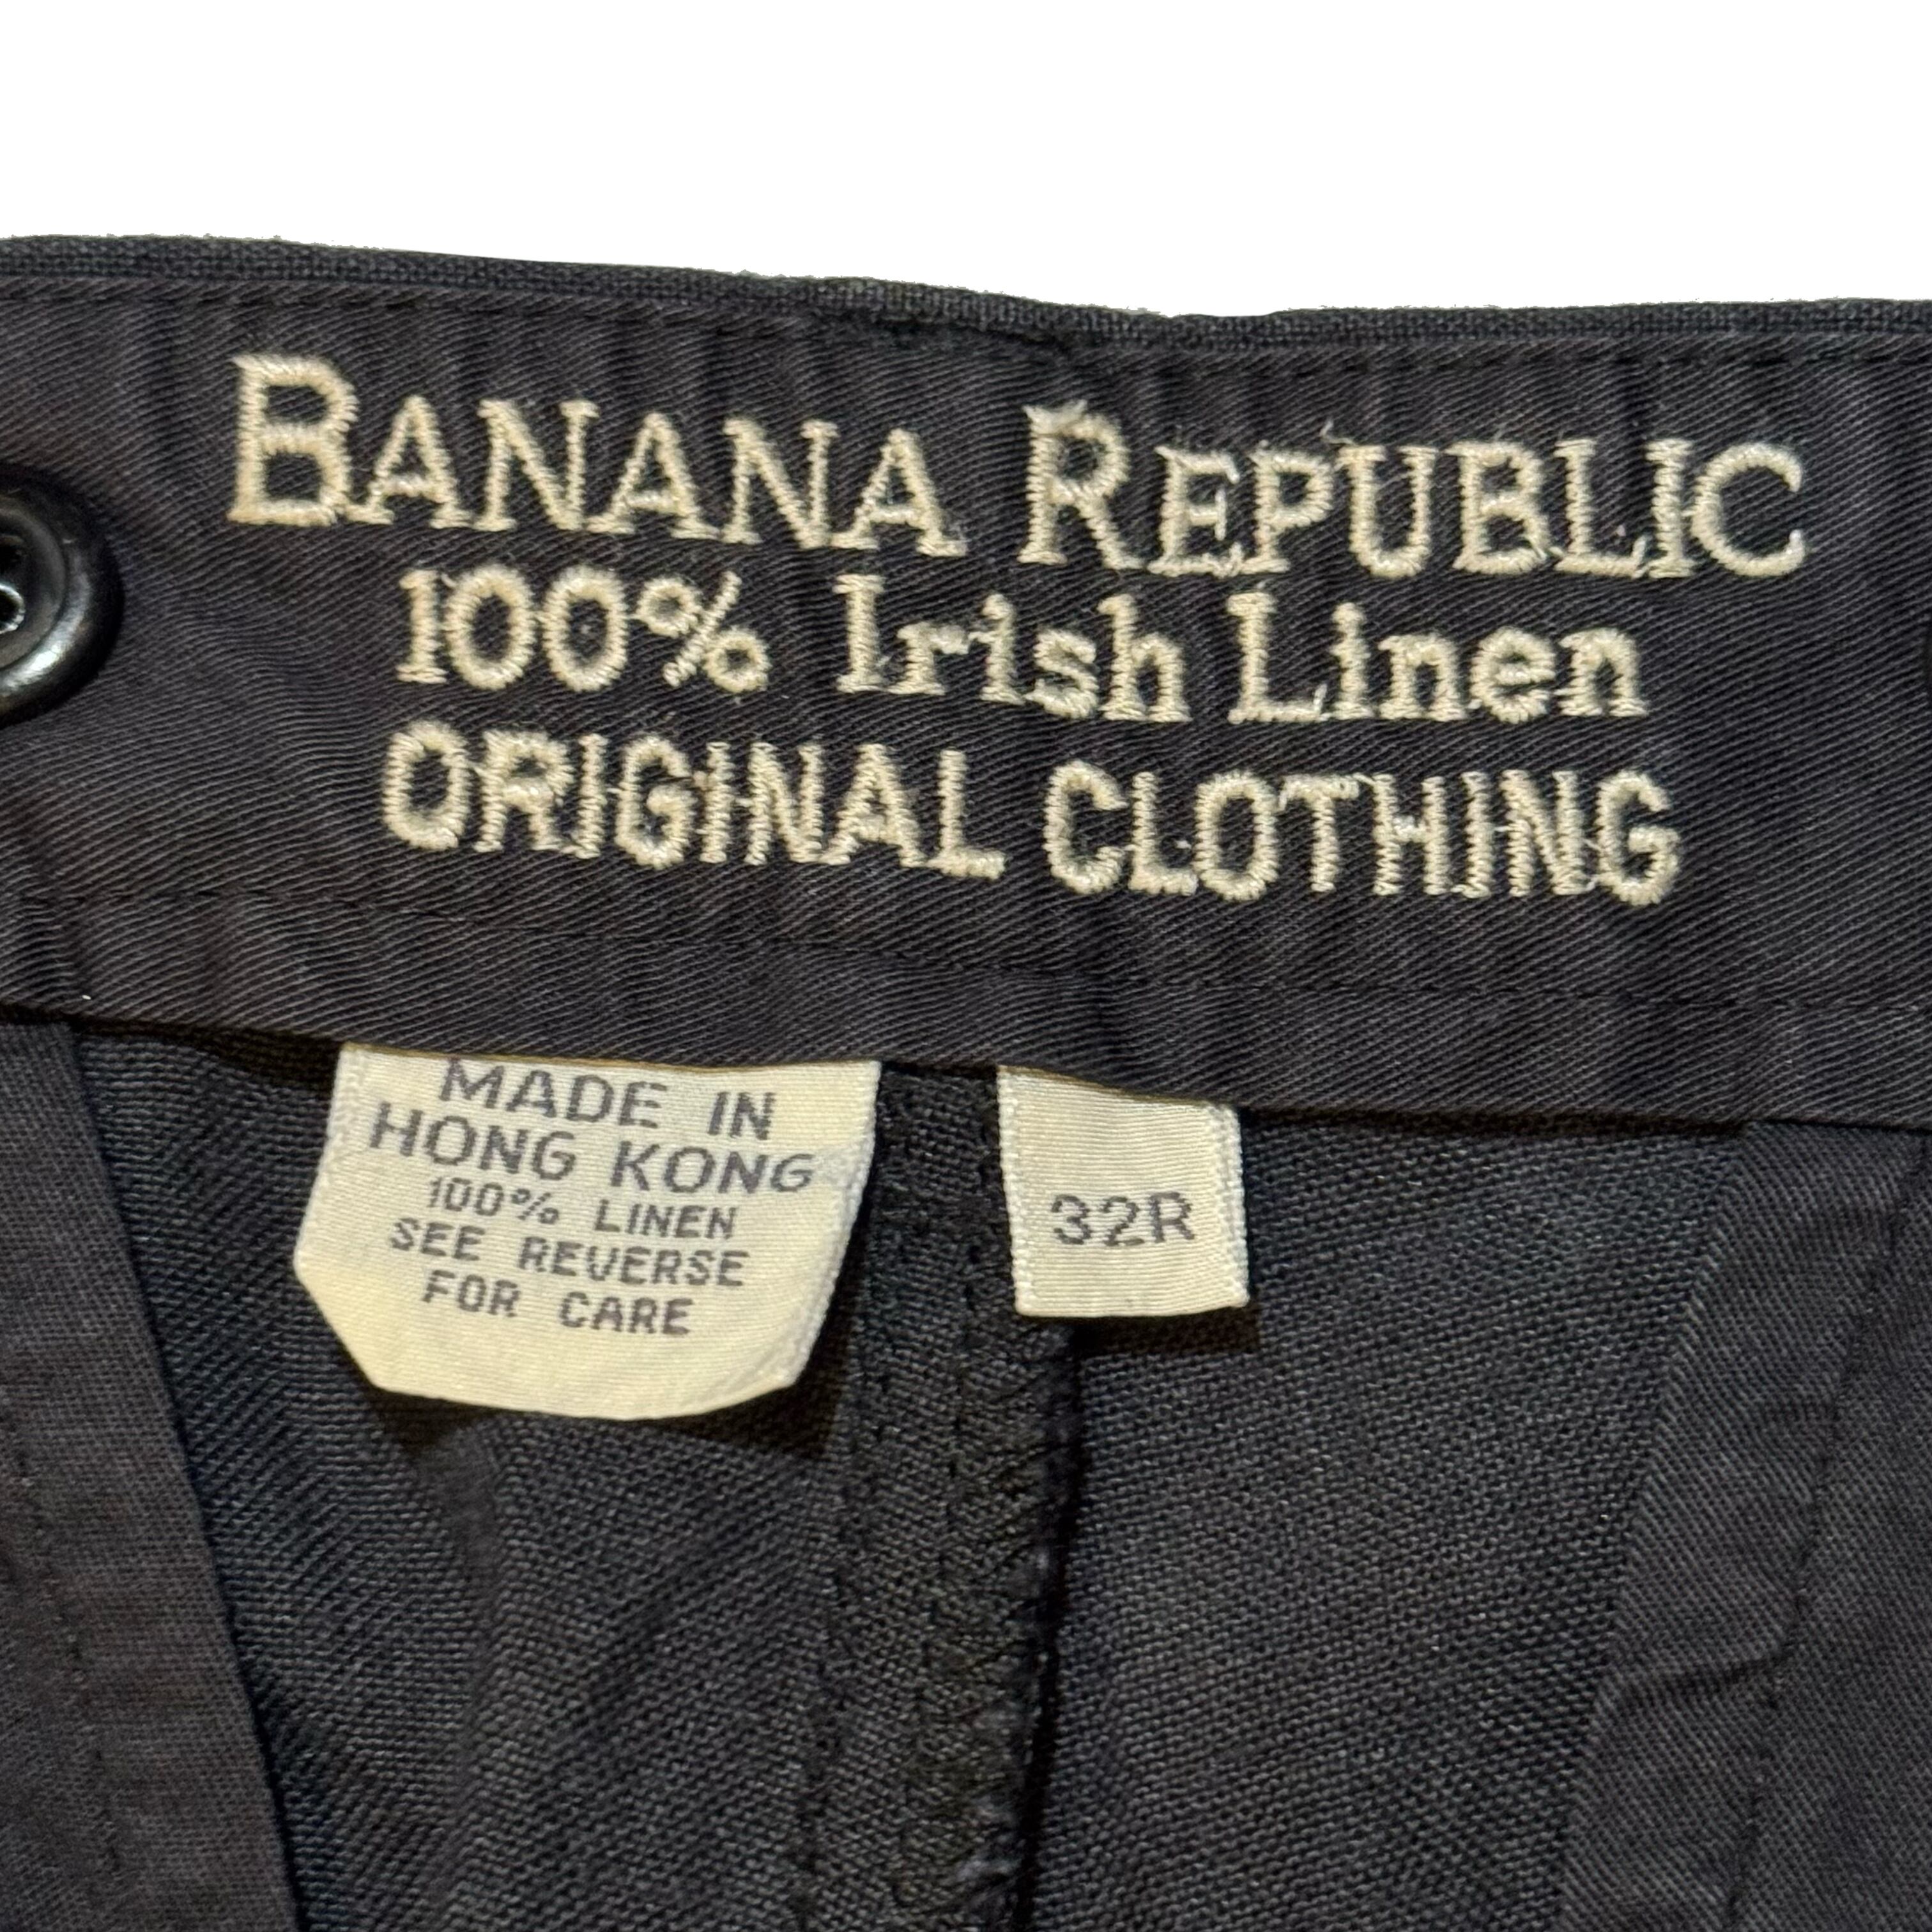 BANANA REPUBLIC
100% Irish Linen
ORIGINAL CLOTHING
MADE IN
HONG KONG
100% LINEN
SEE REVERSE
FOR CARE
32R